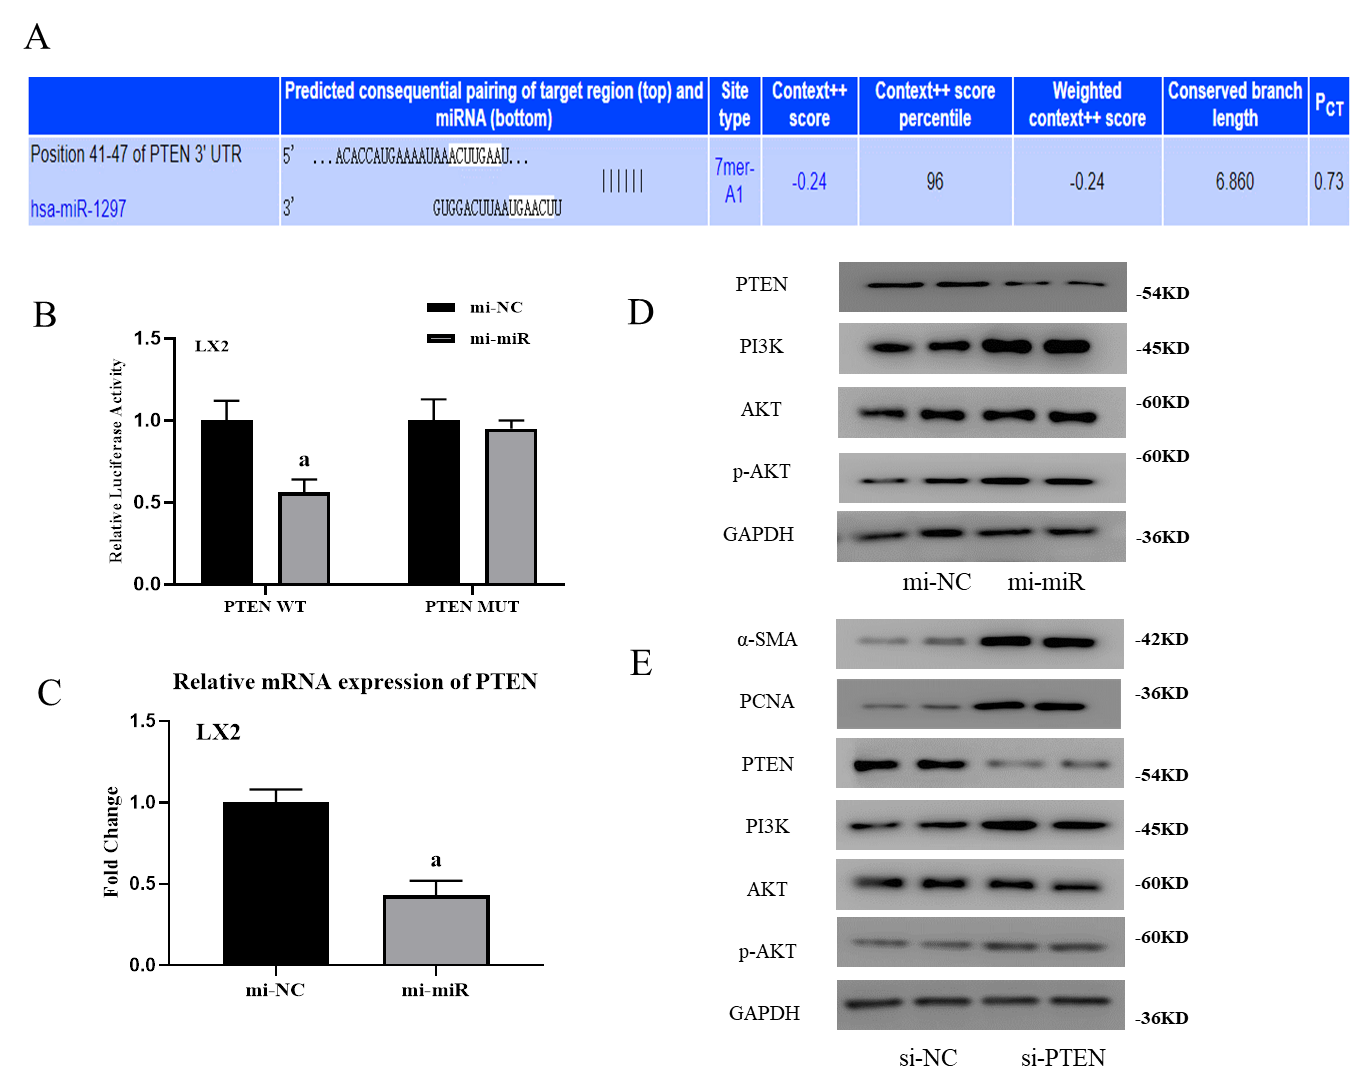 A
Predicted consequential pairing of target region (top) and miRNA (bottom)
Site type
Context++ score
Context++ score percentile
Weighted context++ score
Conserved branch length
PCT
Position 41-47 of PTEN 3' UTR
5' ...ACACCAUGAAAAUAAACUUGAAU...
hsa-miR-1297
3' GUGGACUUAAUGAACUU
7mer-A1
-0.24
96
-0.24
6.860
0.73
B
mi-NC
mi-miR
LX2
Relative Luciferase Activity
1.5
1.0
0.5
0.0
a
PTEN WT
PTEN MUT
C
Relative mRNA expression of PTEN
LX2
Fold Change
1.5
1.0
0.5
0.0
a
mi-NC
mi-miR
D
PTEN
-54KD
PI3K
-45KD
AKT
-60KD
p-AKT
-60KD
GAPDH
-36KD
mi-NC mi-miR
E
α-SMA
-42KD
PCNA
-36KD
PTEN
-54KD
PI3K
-45KD
AKT
-60KD
p-AKT
-60KD
GAPDH
-36KD
si-NC si-PTEN